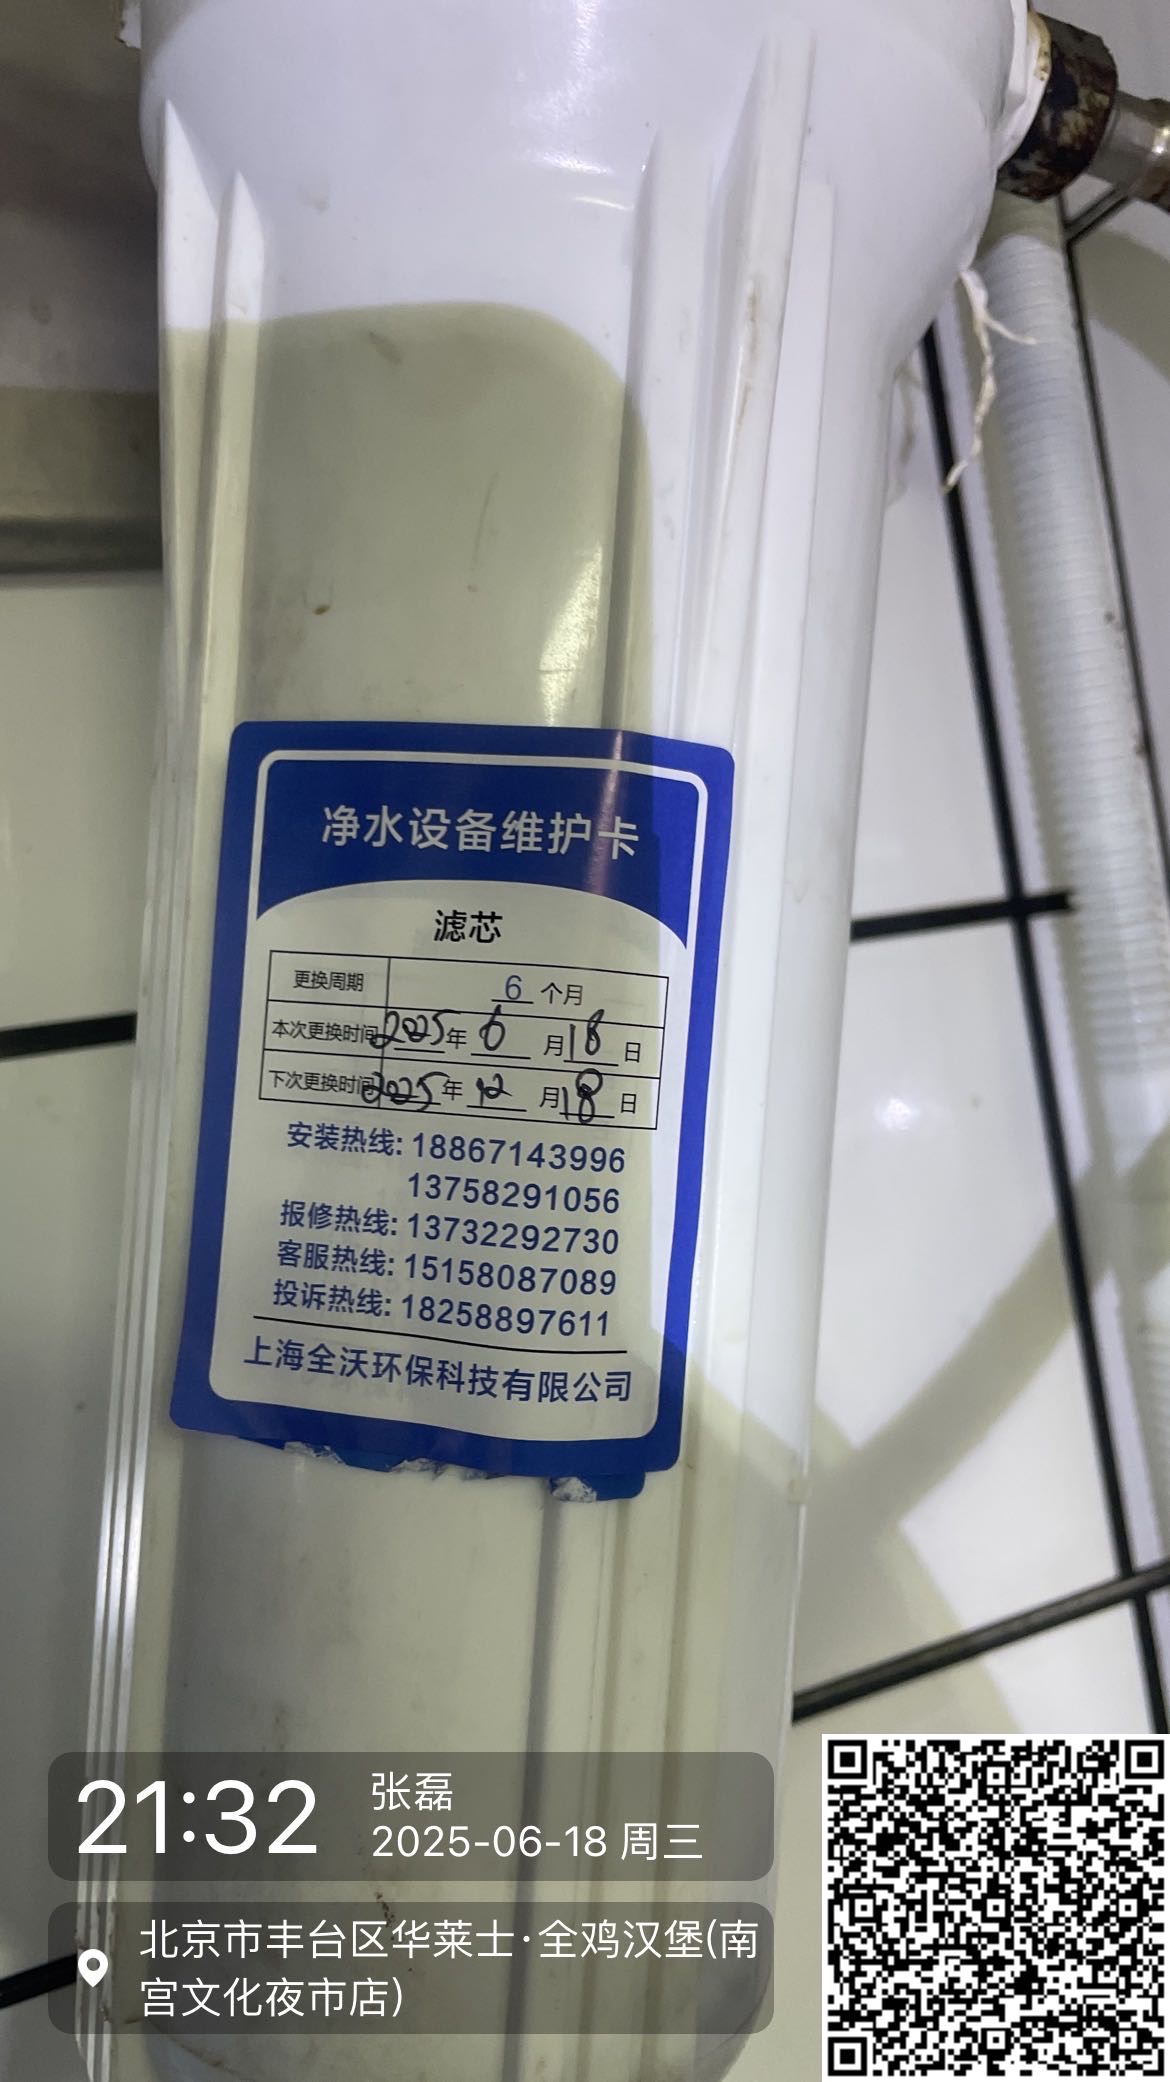 净水设备维护卡
滤芯
更换周期 6 个月
本次更换时间 2025 年 6 月 18 日
下次更换时间 2025 年 12 月 18 日
安装热线: 18867143996
13758291056
报修热线: 13732292730
客服热线: 15158087089
投诉热线: 18258897611
上海全沃环保科技有限公司
21:32
张磊
2025-06-18 周三
北京市丰台区华莱士·全鸡汉堡(南
宫文化夜市店)